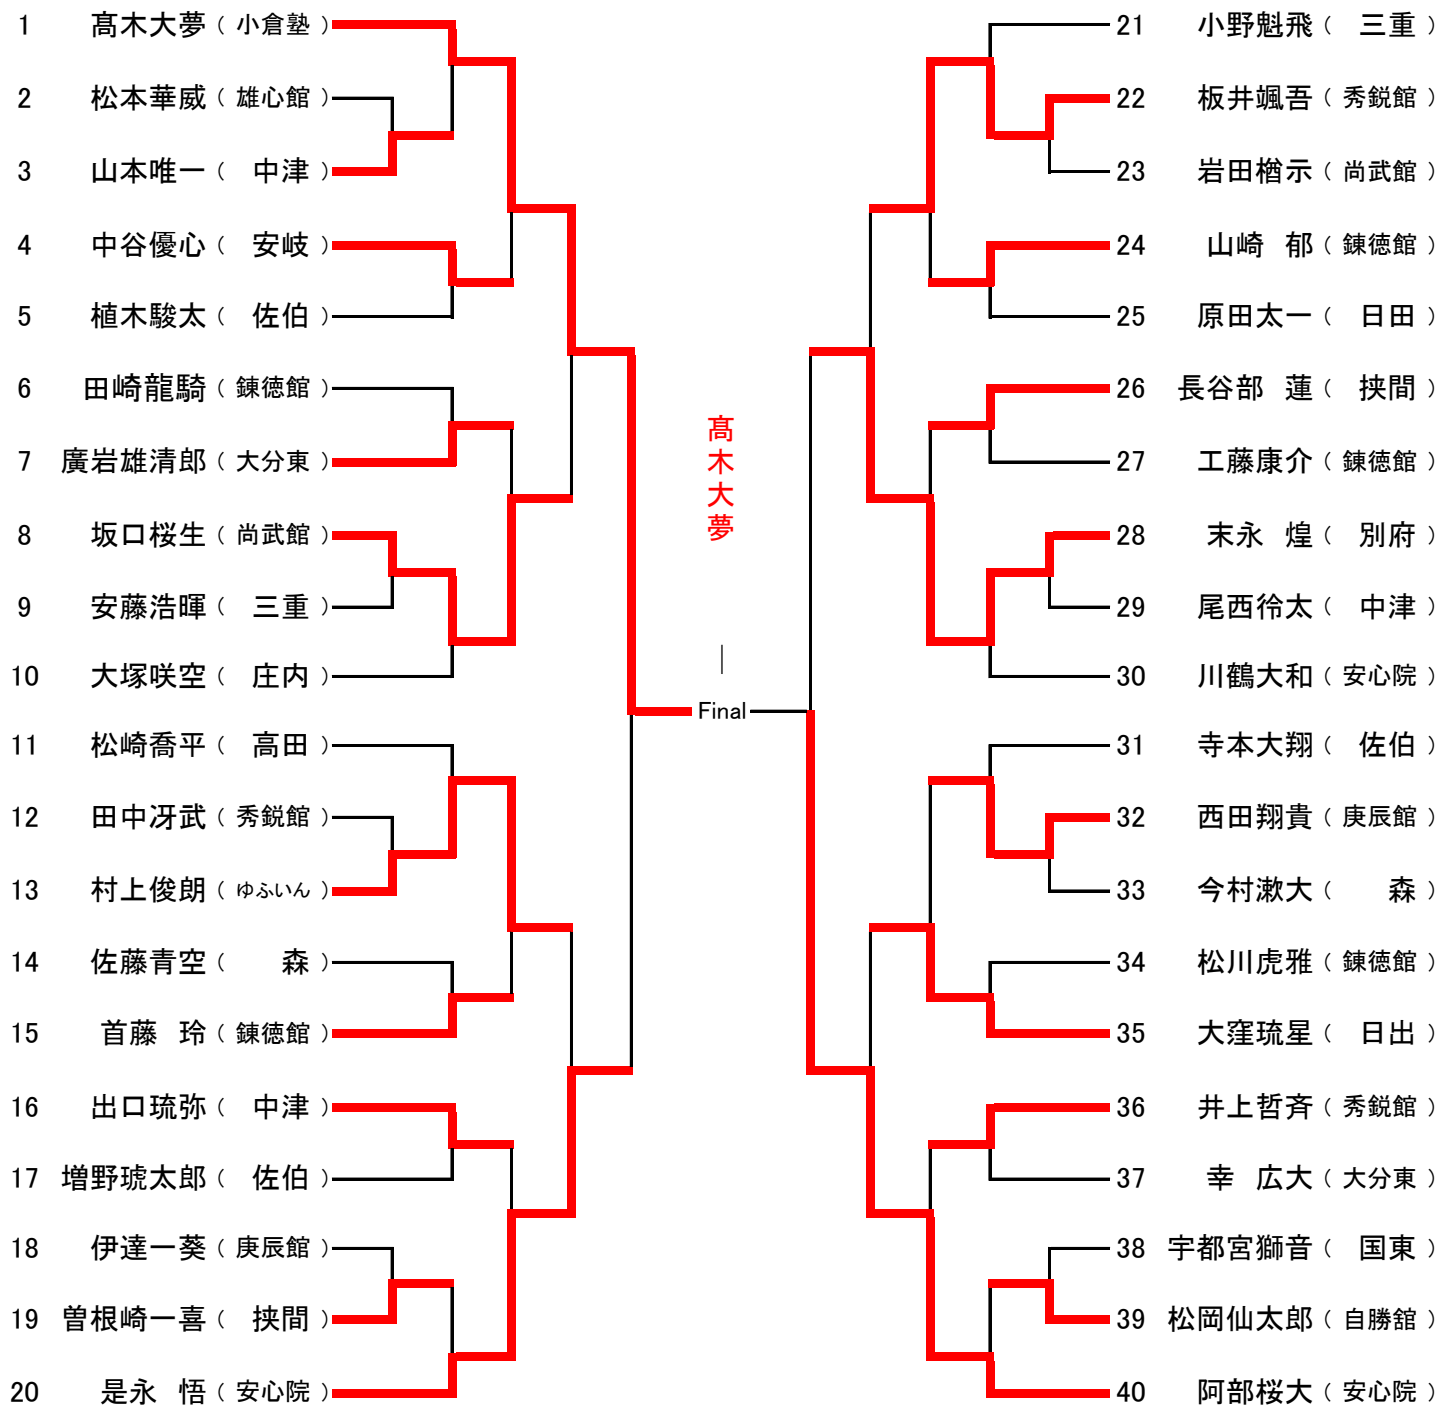 1 髙木大夢（ 小倉塾 ）
2 松本華威（ 雄心館 ）
3 山本唯一（ 中津 ）
4 中谷優心（ 安岐 ）
5 植木駿太（ 佐伯 ）
6 田崎龍騎（ 錬徳館 ）
7 廣岩雄清郎（ 大分東 ）
8 坂口桜生（ 尚武館 ）
9 安藤浩暉（ 三重 ）
10 大塚咲空（ 庄内 ）
11 松崎喬平（ 高田 ）
12 田中冴武（ 秀鋭館 ）
13 村上俊朗（ ゆふいん ）
14 佐藤青空（ 森 ）
15 首藤 玲（ 錬徳館 ）
16 出口琉弥（ 中津 ）
17 増野琥太郎（ 佐伯 ）
18 伊達一葵（ 庚辰館 ）
19 曽根崎一喜（ 挾間 ）
20 是永 悟（ 安心院 ）
髙木大夢
｜
Final
21 小野魁飛（ 三重 ）
22 板井颯吾（ 秀鋭館 ）
23 岩田楢示（ 尚武館 ）
24 山崎 郁（ 錬徳館 ）
25 原田太一（ 日田 ）
26 長谷部 蓮（ 挾間 ）
27 工藤康介（ 錬徳館 ）
28 末永 煌（ 別府 ）
29 尾西伶太（ 中津 ）
30 川鶴大和（ 安心院 ）
31 寺本大翔（ 佐伯 ）
32 西田翔貴（ 庚辰館 ）
33 今村漱大（ 森 ）
34 松川虎雅（ 錬徳館 ）
35 大窪琉星（ 日出 ）
36 井上哲斉（ 秀鋭館 ）
37 幸 広大（ 大分東 ）
38 宇都宮獅音（ 国東 ）
39 松岡仙太郎（ 自勝舘 ）
40 阿部桜大（ 安心院 ）